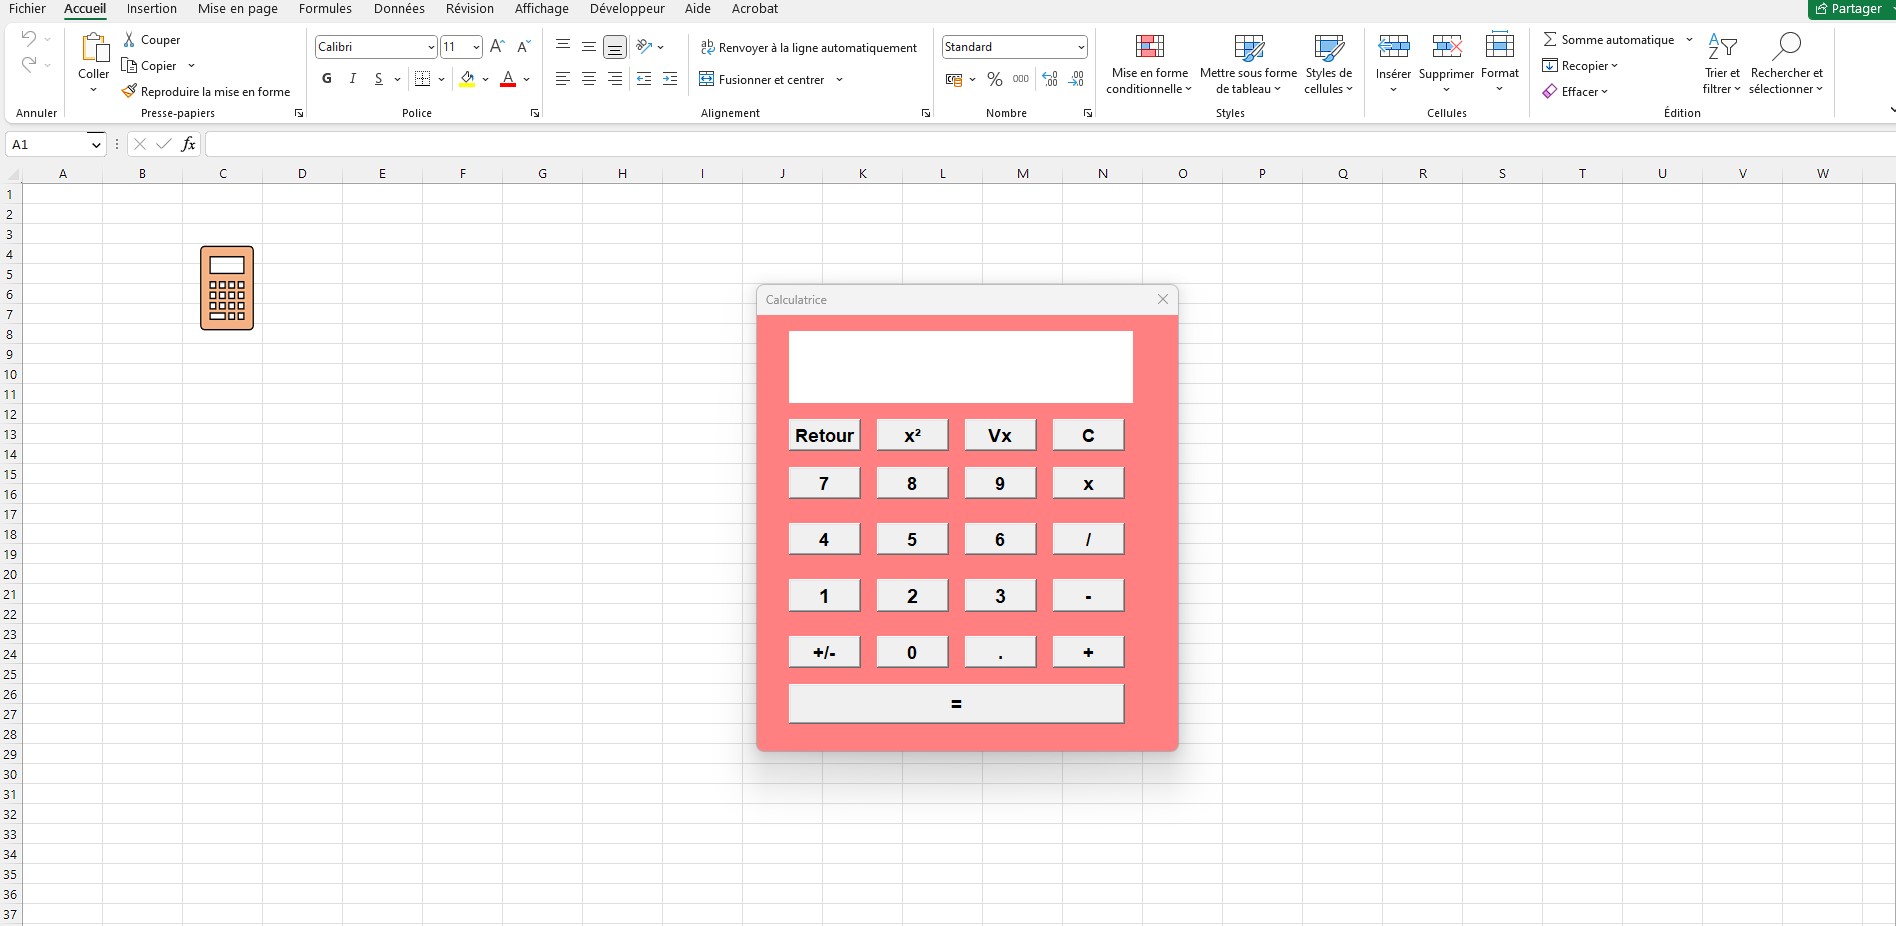 Fichier Accueil Insertion Mise en page Formules Données Révision Affichage Développeur Aide Acrobat Partager
Couper
Copier
Reproduire la mise en forme
Coller
Annuler
Presse-papiers
Calibri 11
G I S
Police
Renvoyer à la ligne automatiquement
Fusionner et centrer
Alignement
Standard
% 000
Nombre
Mise en forme
conditionnelle
Mettre sous forme
de tableau
Styles de
cellules
Styles
Insérer Supprimer Format
Cellules
Somme automatique
Recopier
Effacer
Trier et
filtrer
Rechercher et
sélectionner
Édition
A1 fx
A B C D E F G H I J K L M N O P Q R S T U V W
1
2
3
4
5
6
7
8
9
10
11
12
13
14
15
16
17
18
19
20
21
22
23
24
25
26
27
28
29
30
31
32
33
34
35
36
37
Calculatrice
Retour x² Vx C
7 8 9 x
4 5 6 /
1 2 3 -
+/- 0 . +
=